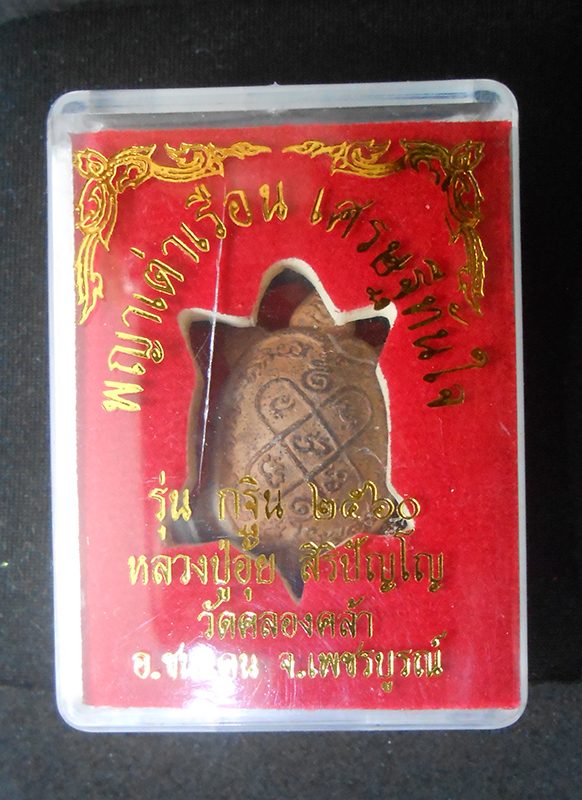 พญาเต่าเรือน เศรษฐีทันใจ
รุ่น กฐิน ๒๕๖๐
หลวงปู่อุ้ย สิริปัญโญ
วัดคลองคล้า
อ.ชนแดน จ.เพชรบูรณ์